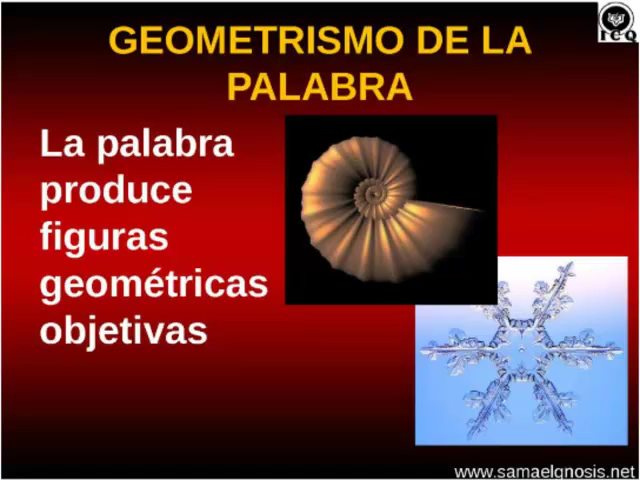 GEOMETRISMO DE LA
PALABRA
La palabra
produce
figuras
geométricas
objetivas
I C Q
www.samaelgnosis.net